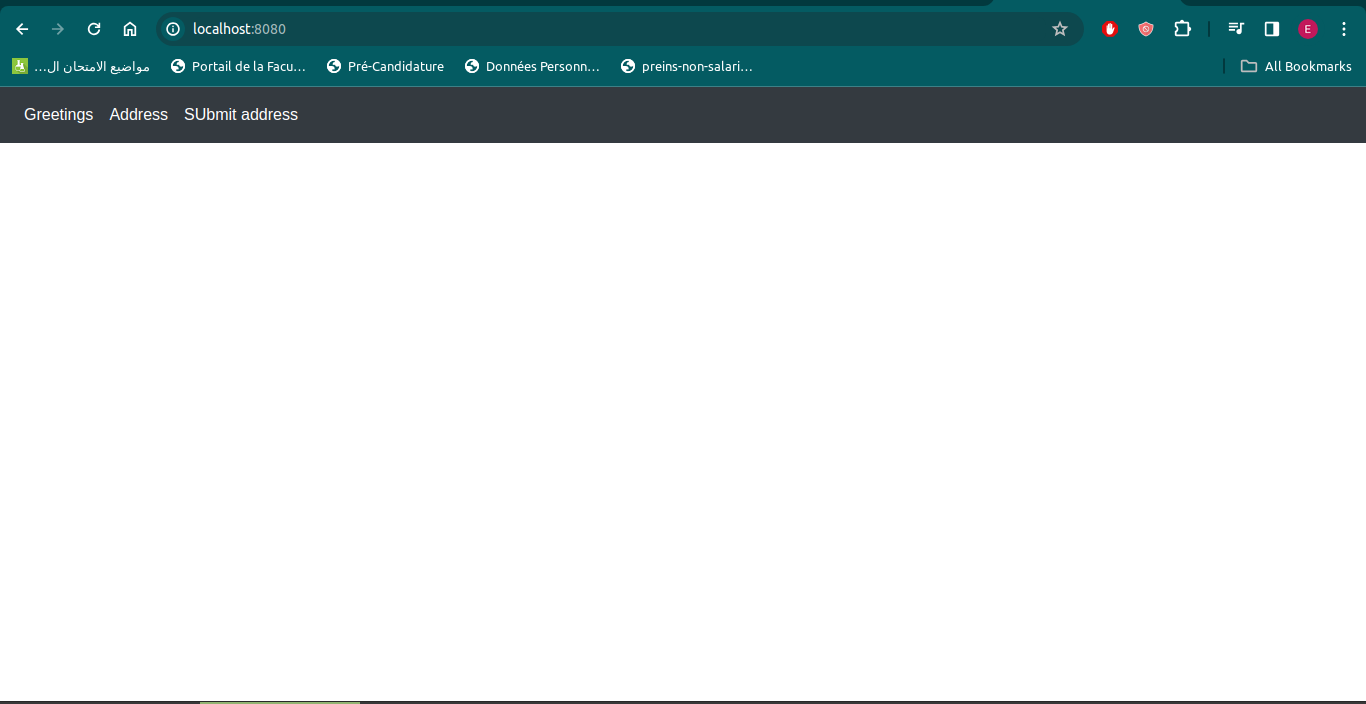 localhost:8080
E
مواضيع الامتحان ال...
Portail de la Facu...
Pré-Candidature
Données Personn...
preins-non-salari...
All Bookmarks
Greetings Address SUbmit address